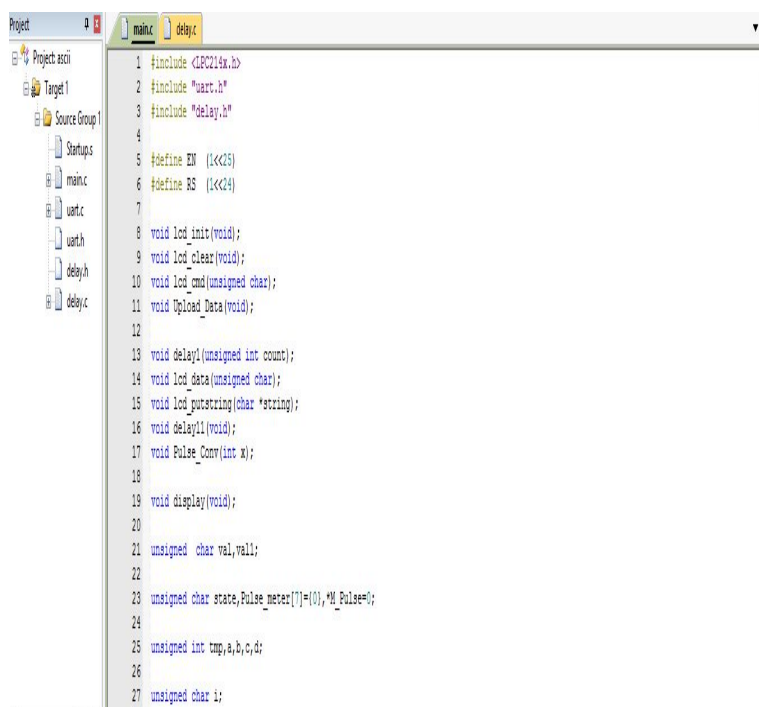 Project
Project: ascii
Target 1
Source Group 1
Startup.s
main.c
uart.c
uart.h
delay.h
delay.c
main.c delay.c
1 #include <LPC214x.h>
2 #include "uart.h"
3 #include "delay.h"
4
5 #define EN (1<<25)
6 #define RS (1<<24)
7
8 void lcd_init(void);
9 void lcd_clear(void);
10 void lcd_cmd(unsigned char);
11 void Upload_Data(void);
12
13 void delay1(unsigned int count);
14 void lcd_data(unsigned char);
15 void lcd_putstring(char *string);
16 void delay11(void);
17 void Pulse_Conv(int x);
18
19 void display(void);
20
21 unsigned char val,val1;
22
23 unsigned char state,Pulse_meter[7]={0},*M_Pulse=0;
24
25 unsigned int tmp,a,b,c,d;
26
27 unsigned char i;